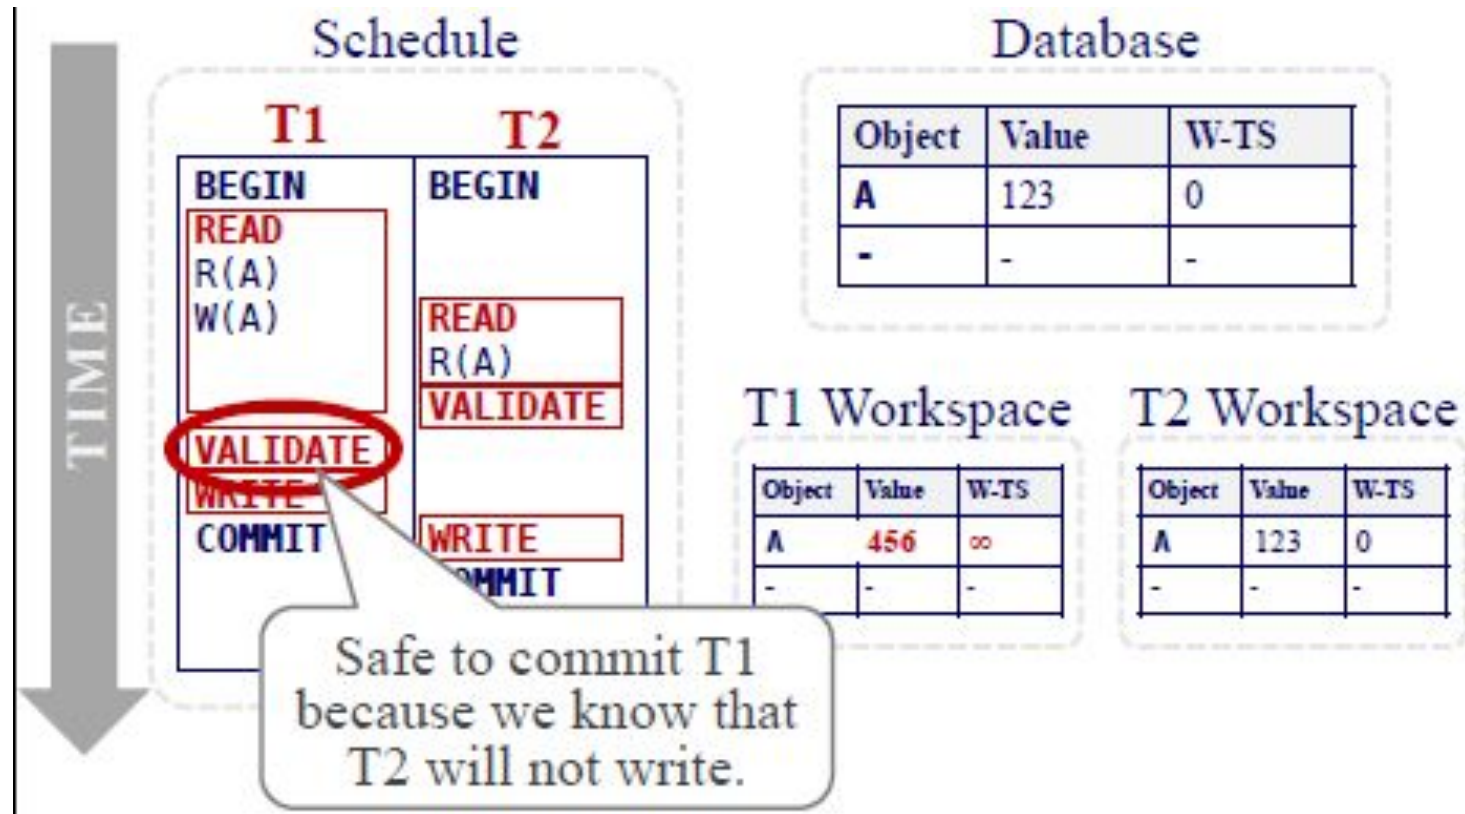 Schedule
Database
TIME
T1
T2
BEGIN
READ
R(A)
W(A)
VALIDATE
WRITE
COMMIT
BEGIN
READ
R(A)
VALIDATE
WRITE
COMMIT
Safe to commit T1
because we know that
T2 will not write.
Object Value W-TS
A 123 0
- - -
T1 Workspace
Object Value W-TS
A 456 ∞
- - -
T2 Workspace
Object Value W-TS
A 123 0
- - -